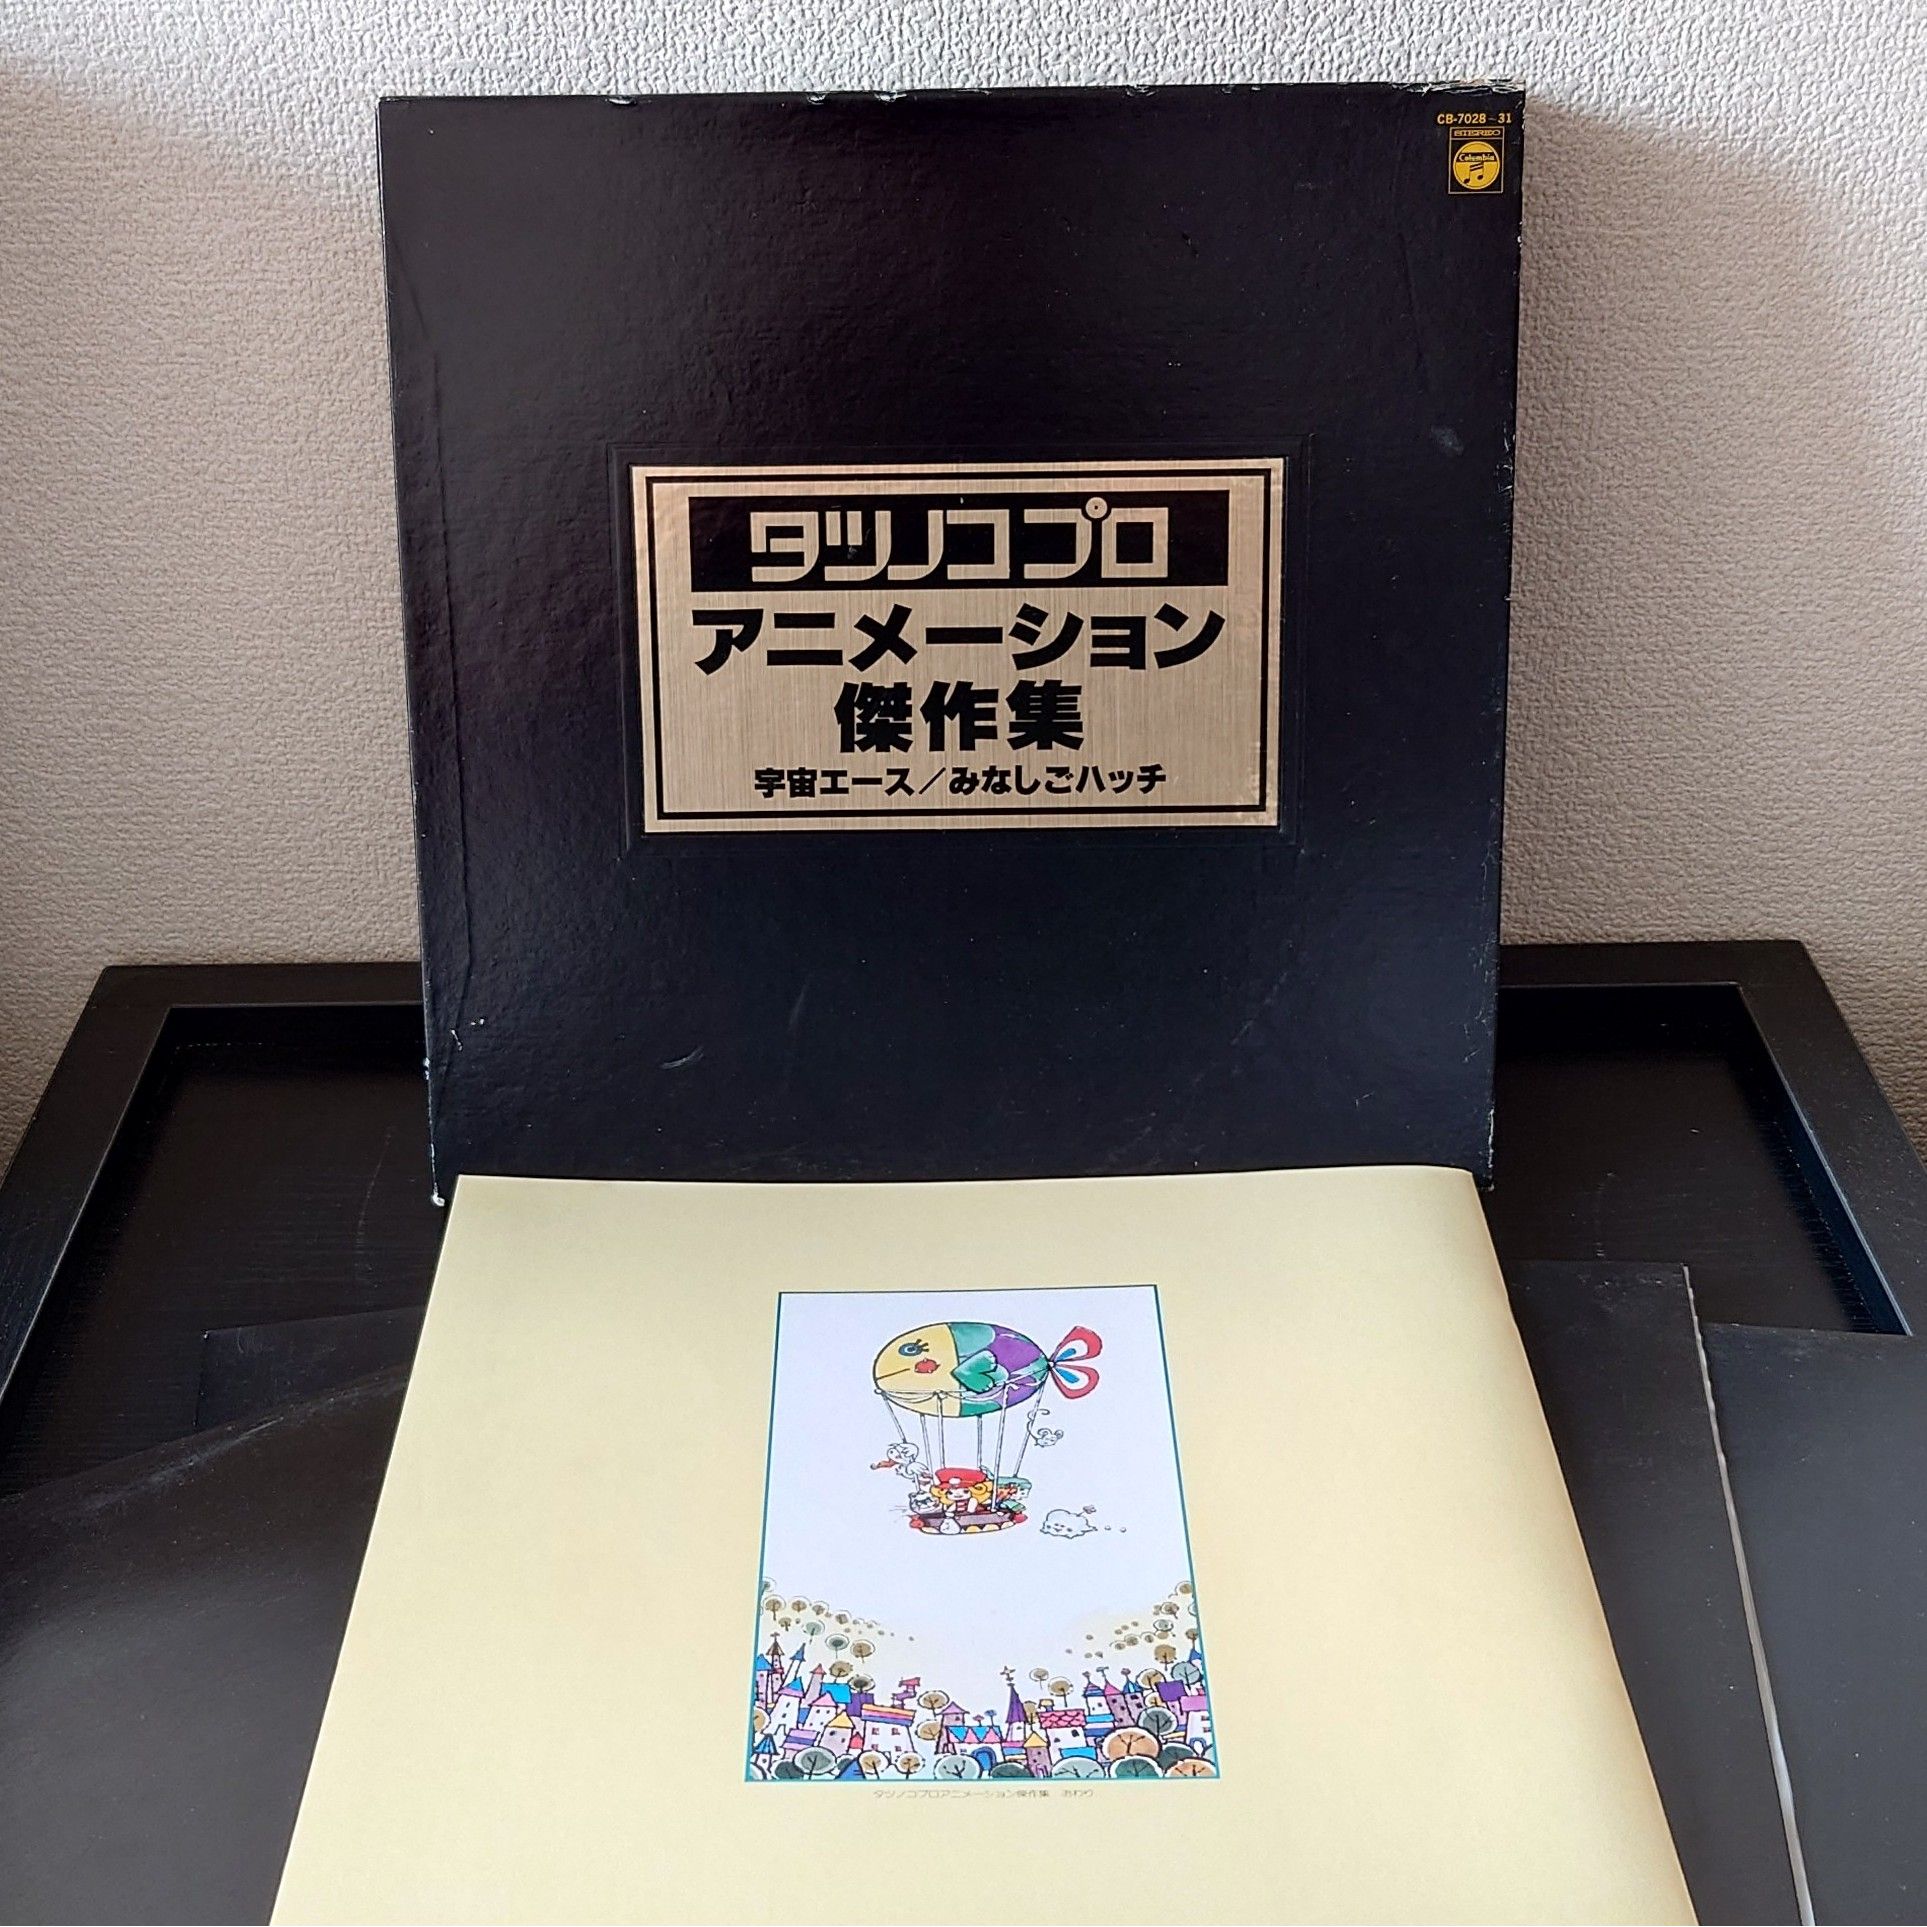 CB-7028~31
STEREO
Columbia
タツノコプロ
アニメーション
傑作集
宇宙エース/みなしごハッチ
タツノコプロアニメーション傑作集 おわり